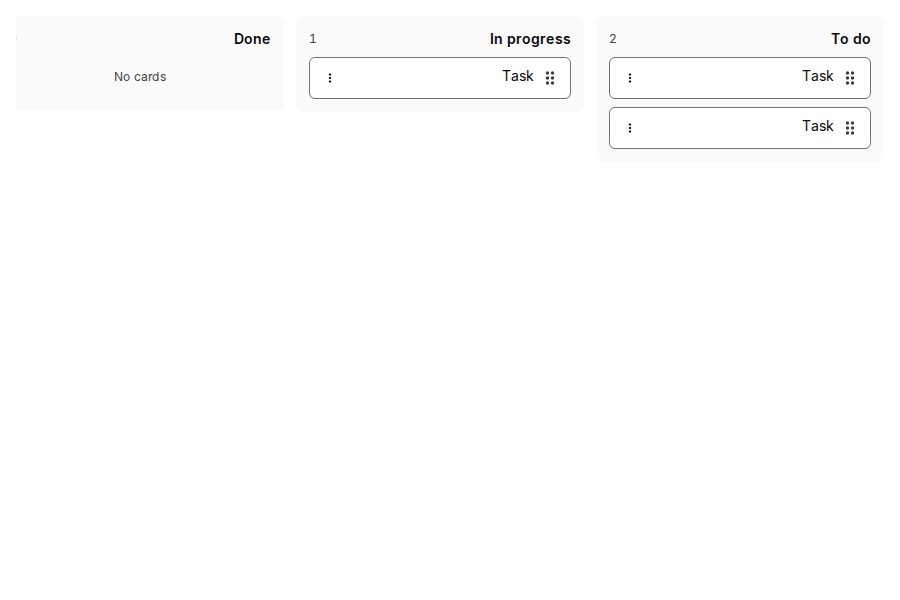 To do
2
Task
Task
In progress
1
Task
Done
No cards